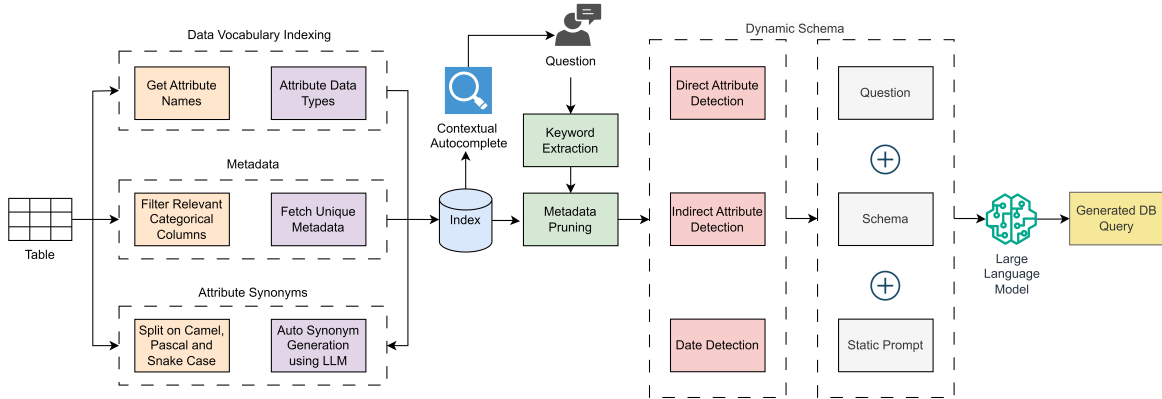 Data Vocabulary Indexing
Get Attribute
Names
Attribute Data
Types
Metadata
Filter Relevant
Categorical
Columns
Fetch Unique
Metadata
Table
Attribute Synonyms
Split on Camel,
Pascal and
Snake Case
Auto Synonym
Generation
using LLM
Contextual
Autocomplete
Index
Question
Keyword
Extraction
Metadata
Pruning
Dynamic Schema
Direct Attribute
Detection
Indirect Attribute
Detection
Date Detection
Question
Schema
Static Prompt
Large
Language
Model
Generated DB
Query